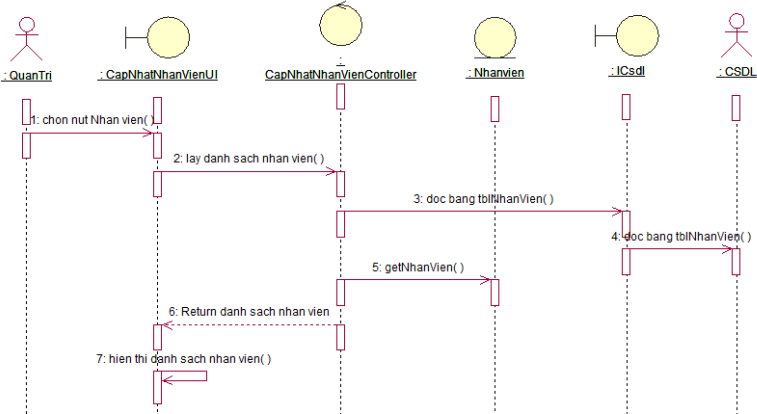 : QuanTri
: CapNhatNhanVienUI
:
CapNhatNhanVienController
: Nhanvien
: ICsdl
: CSDL
1: chon nut Nhan vien( )
2: lay danh sach nhan vien( )
3: doc bang tblNhanVien( )
4: doc bang tblNhanVien( )
5: getNhanVien( )
6: Return danh sach nhan vien
7: hien thi danh sach nhan vien( )